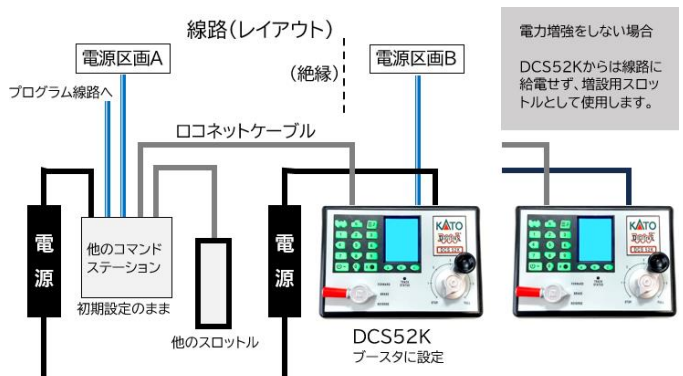 線路(レイアウト)
電源区画A
(絶縁)
電源区画B
電力増強をしない場合
DCS52Kからは線路に
給電せず、増設用スロッ
トルとして使用します。
プログラム線路へ
ロコネットケーブル
電源
他のコマンド
ステーション
初期設定のまま
他のスロットル
電源
KATO
DCS52K
ブースタに設定
KATO